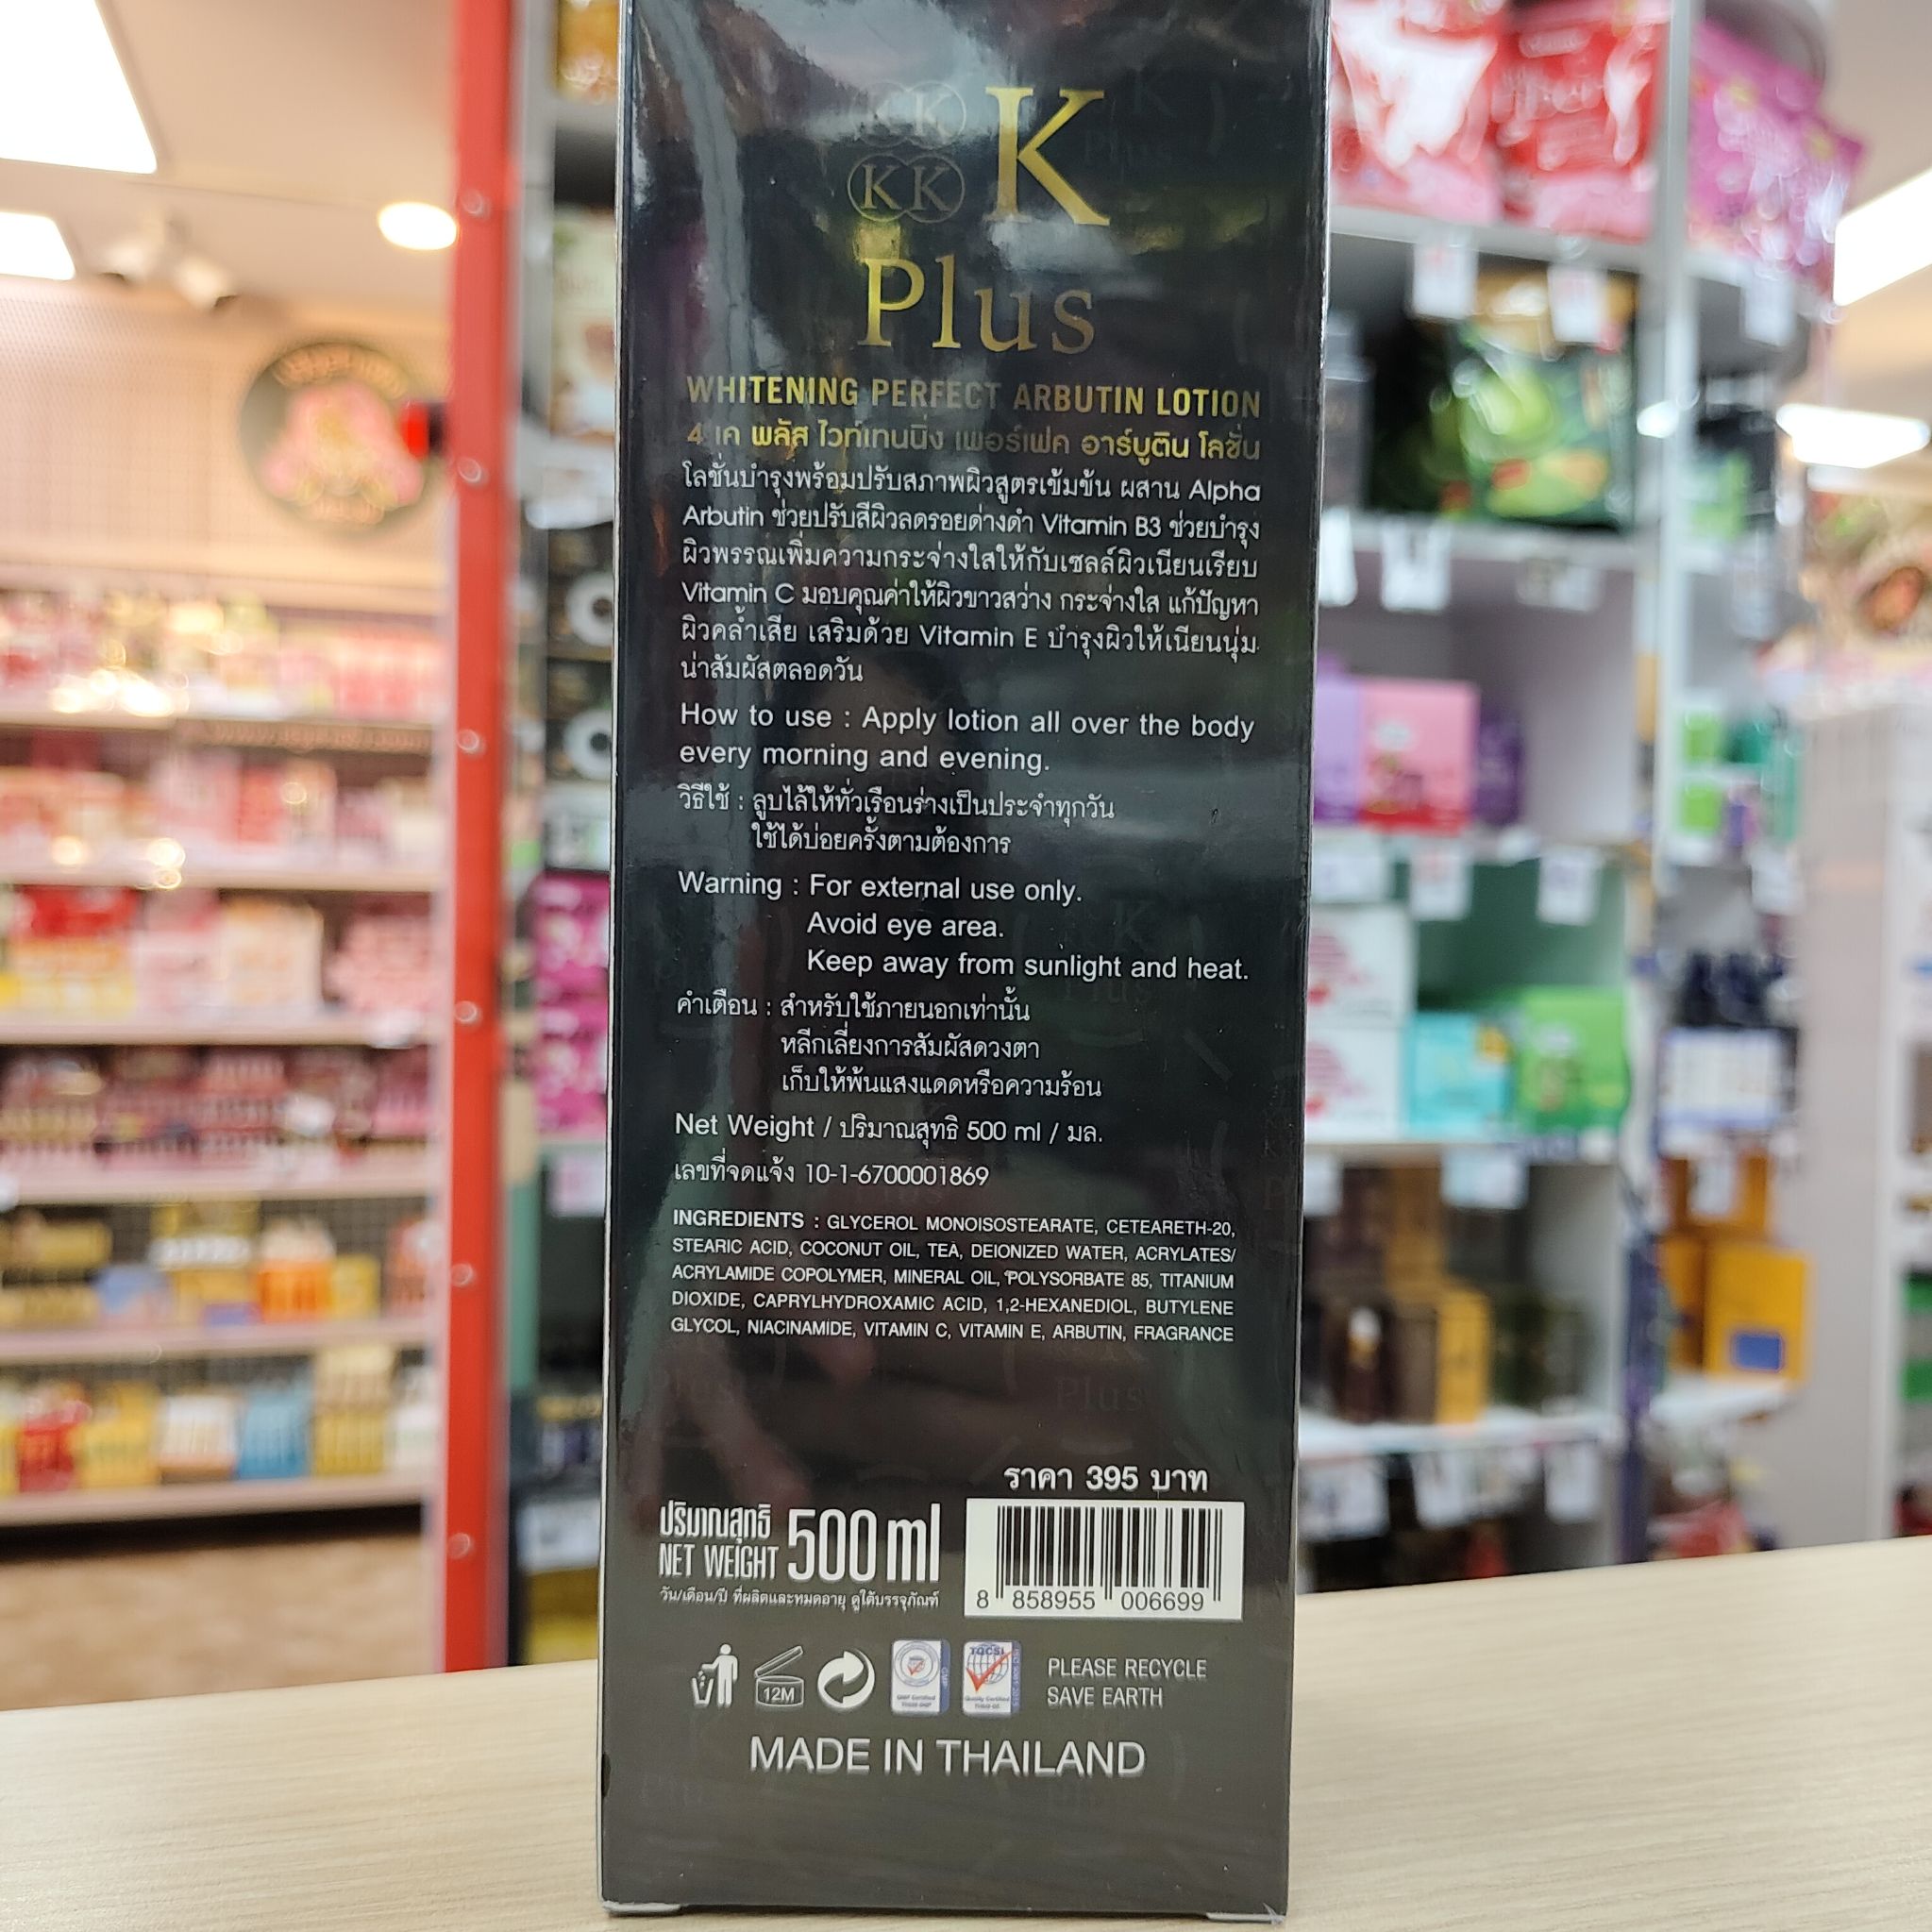 K
KK
K
Plus
WHITENING PERFECT ARBUTIN LOTION
4 เค พลัส ไวท์เทนนิ่ง เพอร์เฟค อาร์บูติน โลชั่น
โลชั่นบำรุงพร้อมปรับสภาพผิวสูตรเข้มข้น ผสาน Alpha
Arbutin ช่วยปรับสีผิวลดรอยด่างดำ Vitamin B3 ช่วยบำรุง
ผิวพรรณเพิ่มความกระจ่างใสให้กับเซลล์ผิวเนียนเรียบ
Vitamin C มอบคุณค่าให้ผิวขาวสว่าง กระจ่างใส แก้ปัญหา
ผิวคล้ำเสีย เสริมด้วย Vitamin E บำรุงผิวให้เนียนนุ่ม
น่าสัมผัสตลอดวัน
How to use : Apply lotion all over the body
every morning and evening.
วิธีใช้ : ลูบไล้ให้ทั่วเรือนร่างเป็นประจำทุกวัน
ใช้ได้บ่อยครั้งตามต้องการ
Warning : For external use only.
Avoid eye area.
Keep away from sunlight and heat.
คำเตือน : สำหรับใช้ภายนอกเท่านั้น
หลีกเลี่ยงการสัมผัสดวงตา
เก็บให้พ้นแสงแดดหรือความร้อน
Net Weight / ปริมาณสุทธิ 500 ml / มล.
เลขที่จดแจ้ง 10-1-6700001869
INGREDIENTS : GLYCEROL MONOISOSTEARATE, CETEARETH-20,
STEARIC ACID, COCONUT OIL, TEA, DEIONIZED WATER, ACRYLATES/
ACRYLAMIDE COPOLYMER, MINERAL OIL, POLYSORBATE 85, TITANIUM
DIOXIDE, CAPRYLHYDROXAMIC ACID, 1,2-HEXANEDIOL, BUTYLENE
GLYCOL, NIACINAMIDE, VITAMIN C, VITAMIN E, ARBUTIN, FRAGRANCE
ราคา 395 บาท
ปริมาณสุทธิ
NET WEIGHT 500 ml
วัน/เดือน/ปี ที่ผลิตและหมดอายุ ดูใต้บรรจุภัณฑ์
8 858955 006699
12M
TQCSI
PLEASE RECYCLE
SAVE EARTH
MADE IN THAILAND